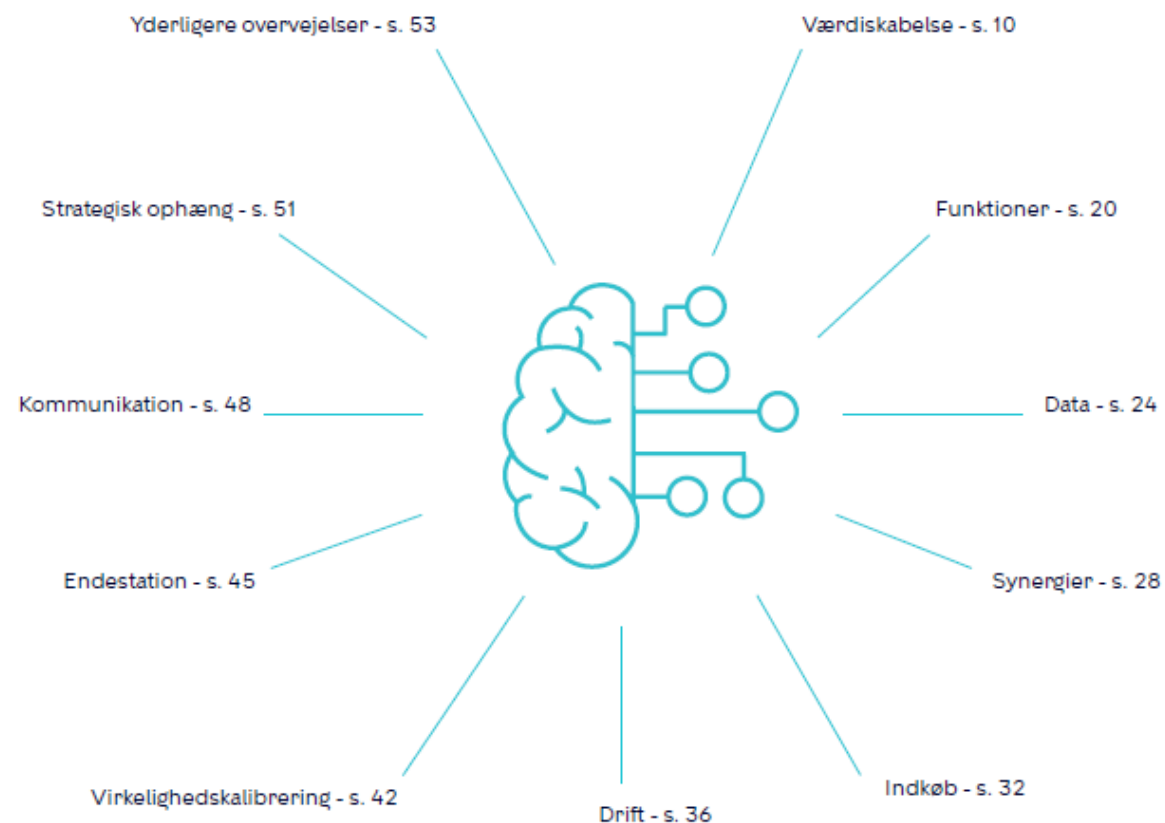 Yderligere overvejelser - s. 53
Værdiskabelse - s. 10
Strategisk ophæng - s. 51
Funktioner - s. 20
Kommunikation - s. 48
Data - s. 24
Endestation - s. 45
Synergier - s. 28
Virkelighedskalibrering - s. 42
Drift - s. 36
Indkøb - s. 32